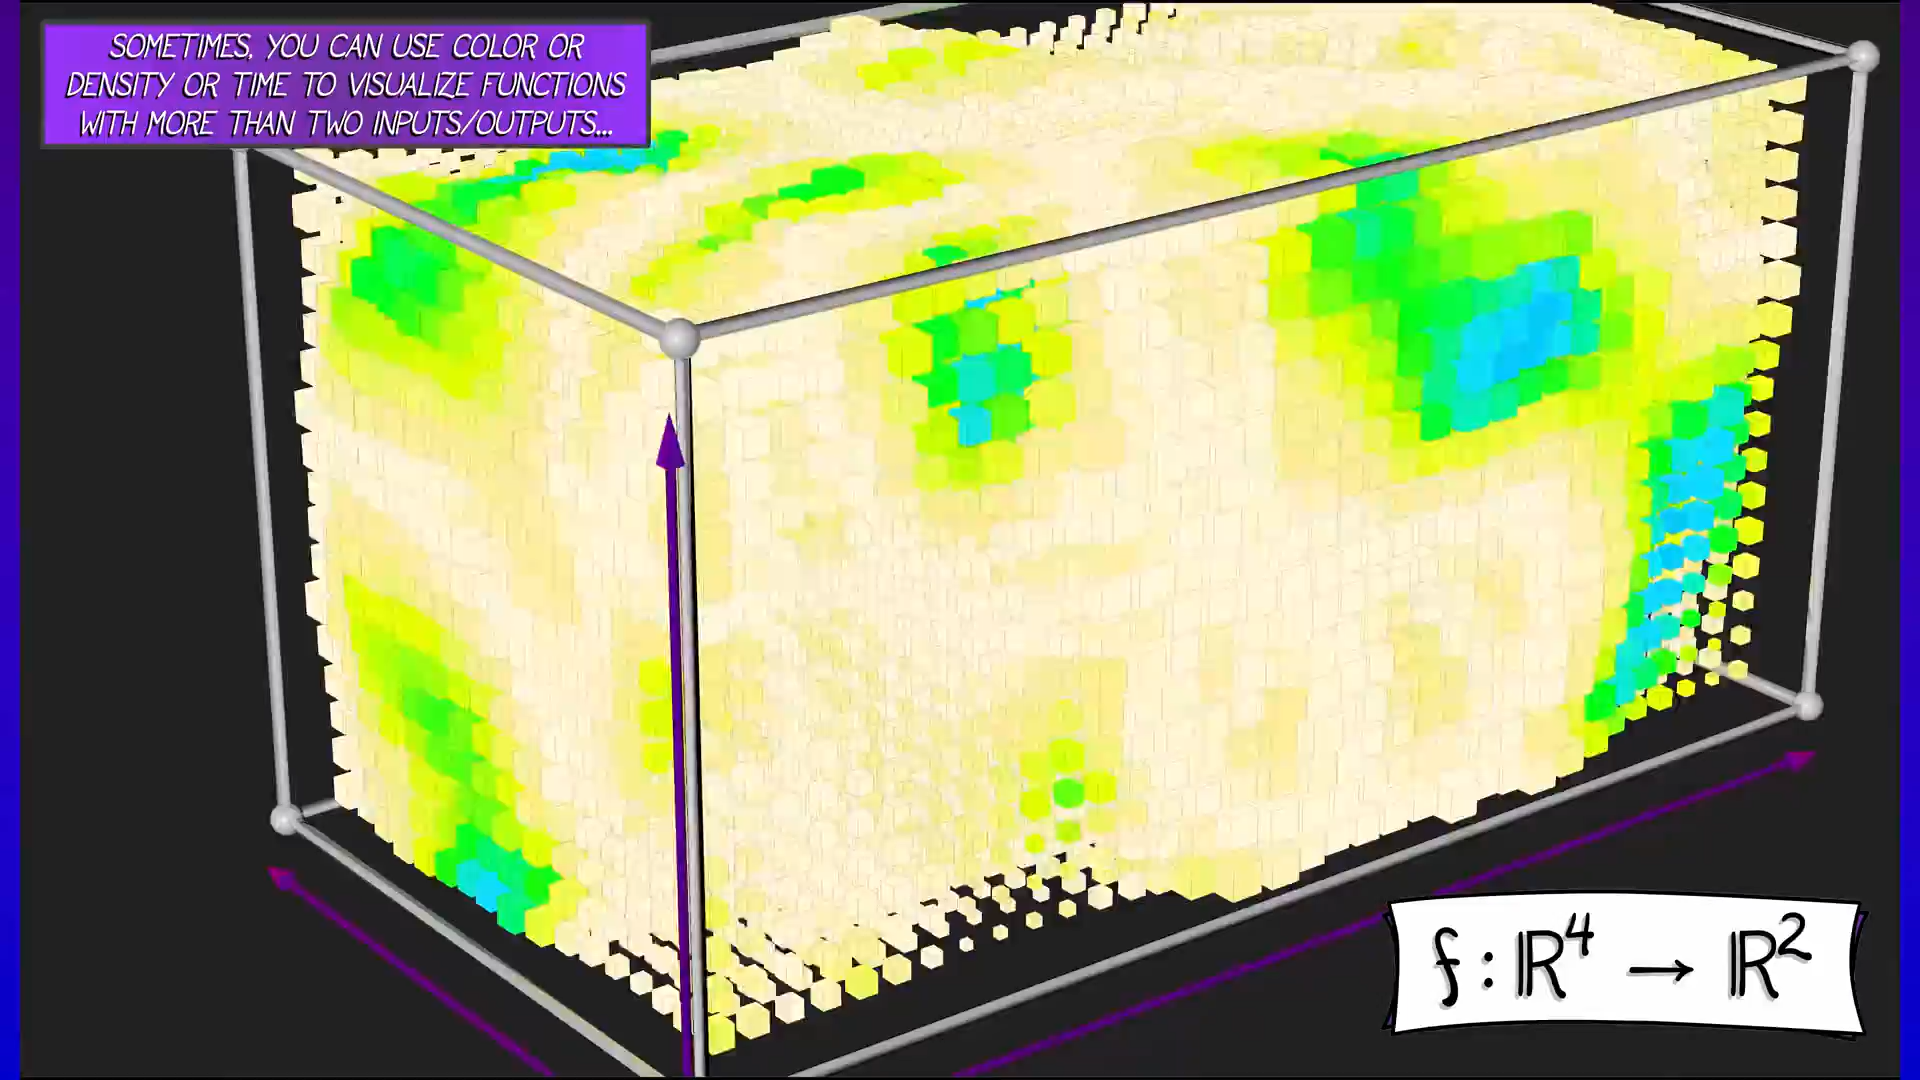 SOMETIMES, YOU CAN USE COLOR OR
DENSITY OR TIME TO VISUALIZE FUNCTIONS
WITH MORE THAN TWO INPUTS/OUTPUTS...
f : ℝ⁴ → ℝ²